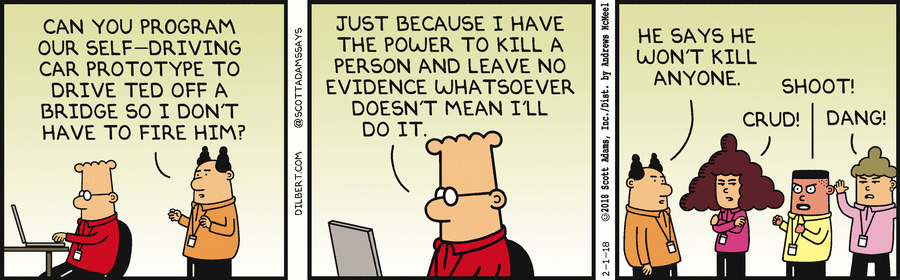 CAN YOU PROGRAM
OUR SELF-DRIVING
CAR PROTOTYPE TO
DRIVE TED OFF A
BRIDGE SO I DON'T
HAVE TO FIRE HIM?
DILBERT.COM @SCOTTADAMSSAYS
JUST BECAUSE I HAVE
THE POWER TO KILL A
PERSON AND LEAVE NO
EVIDENCE WHATSOEVER
DOESN'T MEAN I'LL
DO IT.
2-1-18 ©2018 Scott Adams, Inc./Dist. by Andrews McMeel
HE SAYS HE
WON'T KILL
ANYONE.
CRUD!
SHOOT!
DANG!